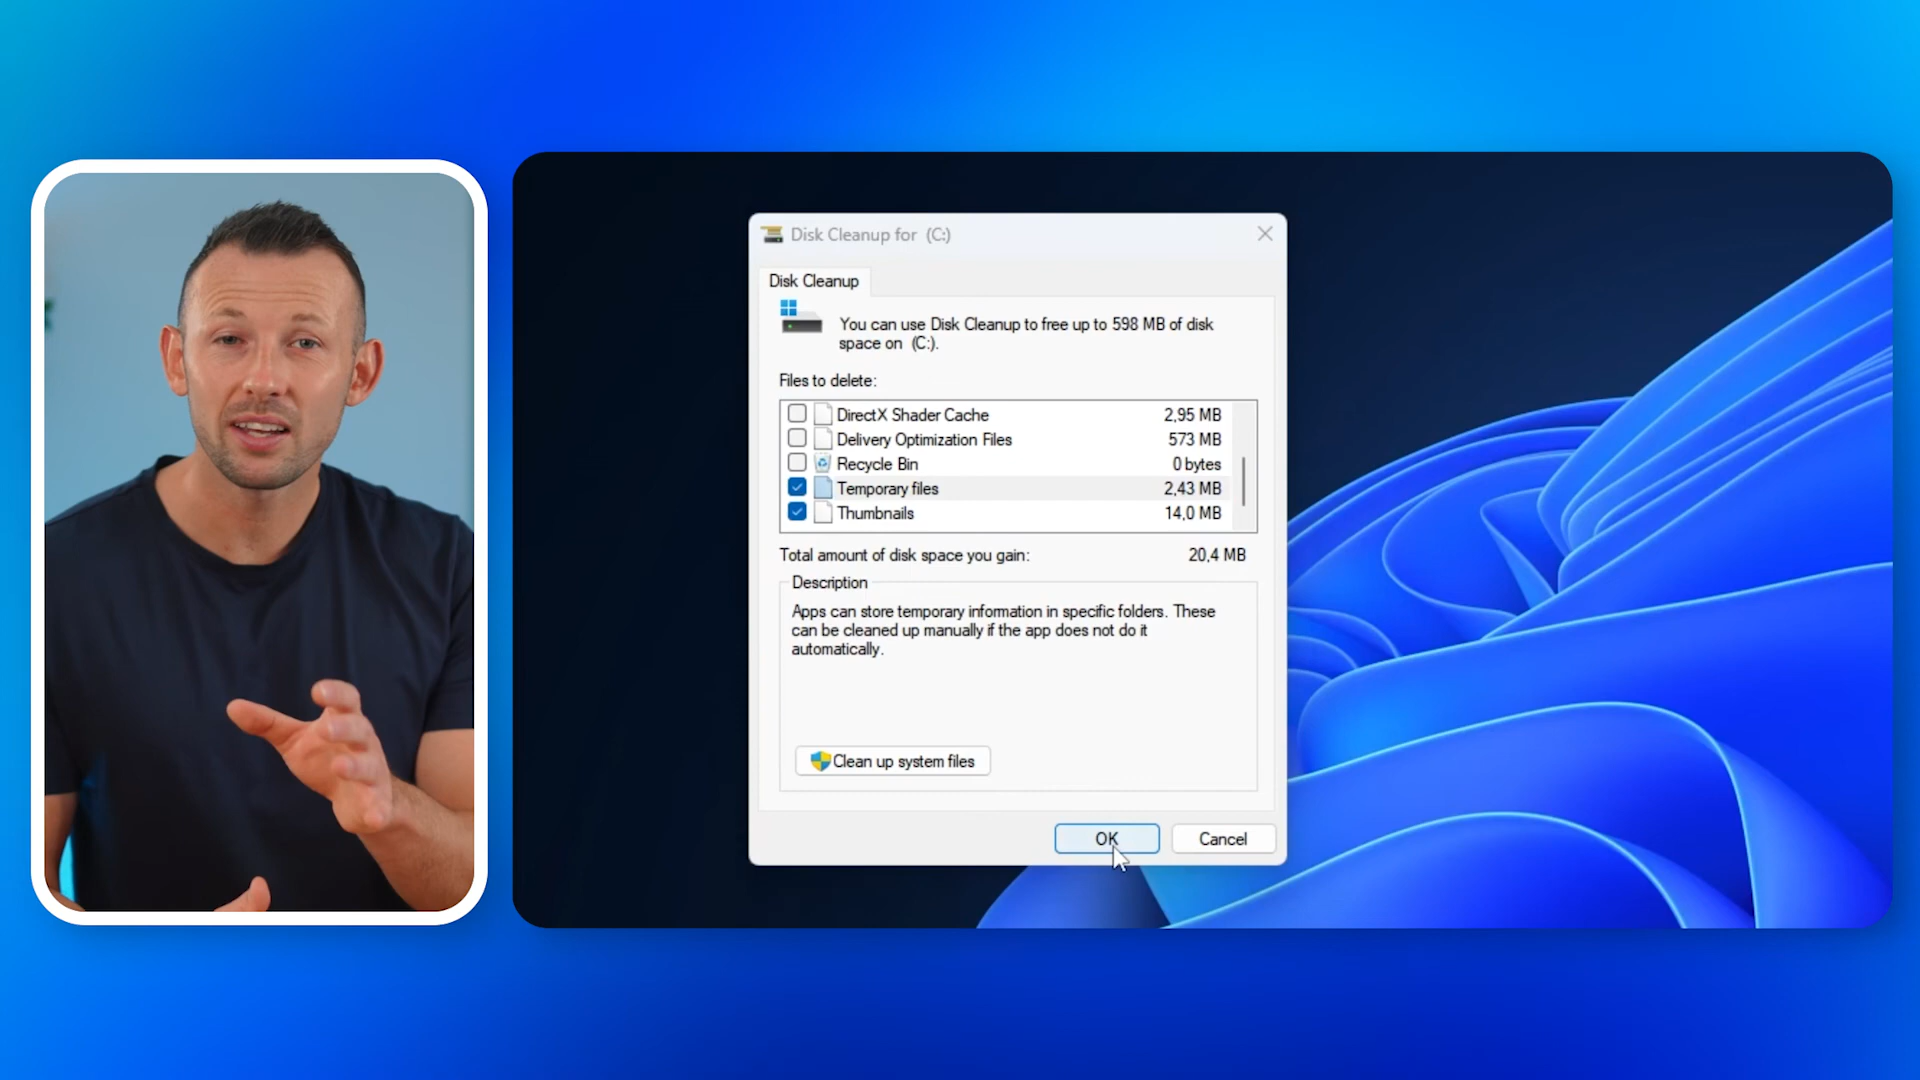 Disk Cleanup for (C:)
Disk Cleanup
You can use Disk Cleanup to free up to 598 MB of disk
space on (C:).
Files to delete:
DirectX Shader Cache 2,95 MB
Delivery Optimization Files 573 MB
Recycle Bin 0 bytes
Temporary files 2,43 MB
Thumbnails 14,0 MB
Total amount of disk space you gain: 20,4 MB
Description
Apps can store temporary information in specific folders. These
can be cleaned up manually if the app does not do it
automatically.
Clean up system files
OK Cancel